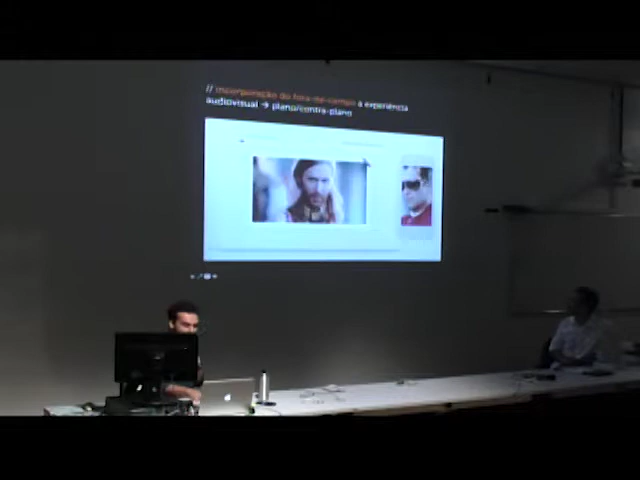 // incorporação do fora-de-campo a experiência
audiovisual → plano/contra-plano